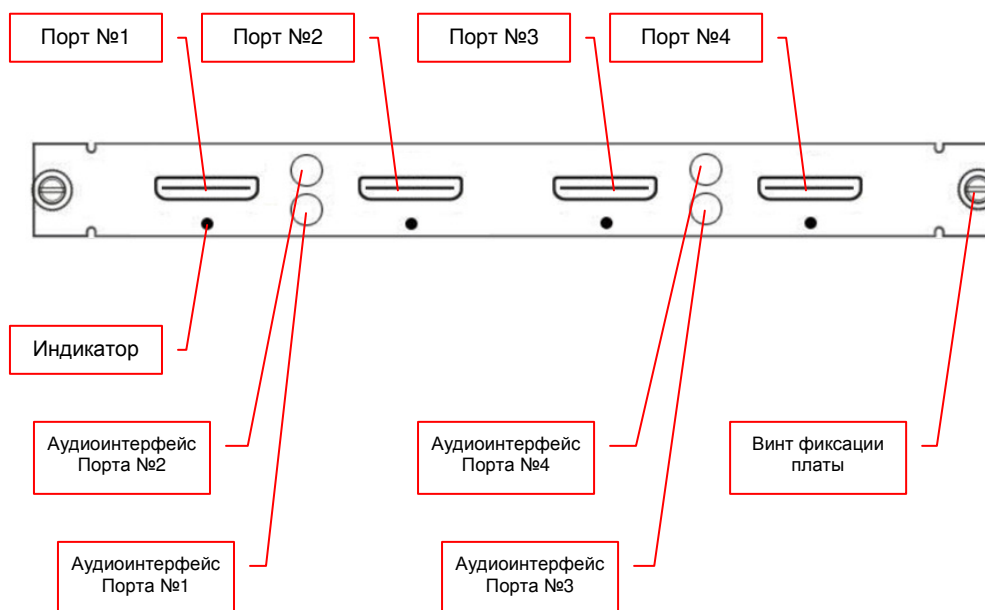 Порт №1
Порт №2
Порт №3
Порт №4
Индикатор
Аудиоинтерфейс
Порта №2
Аудиоинтерфейс
Порта №4
Винт фиксации
платы
Аудиоинтерфейс
Порта №1
Аудиоинтерфейс
Порта №3